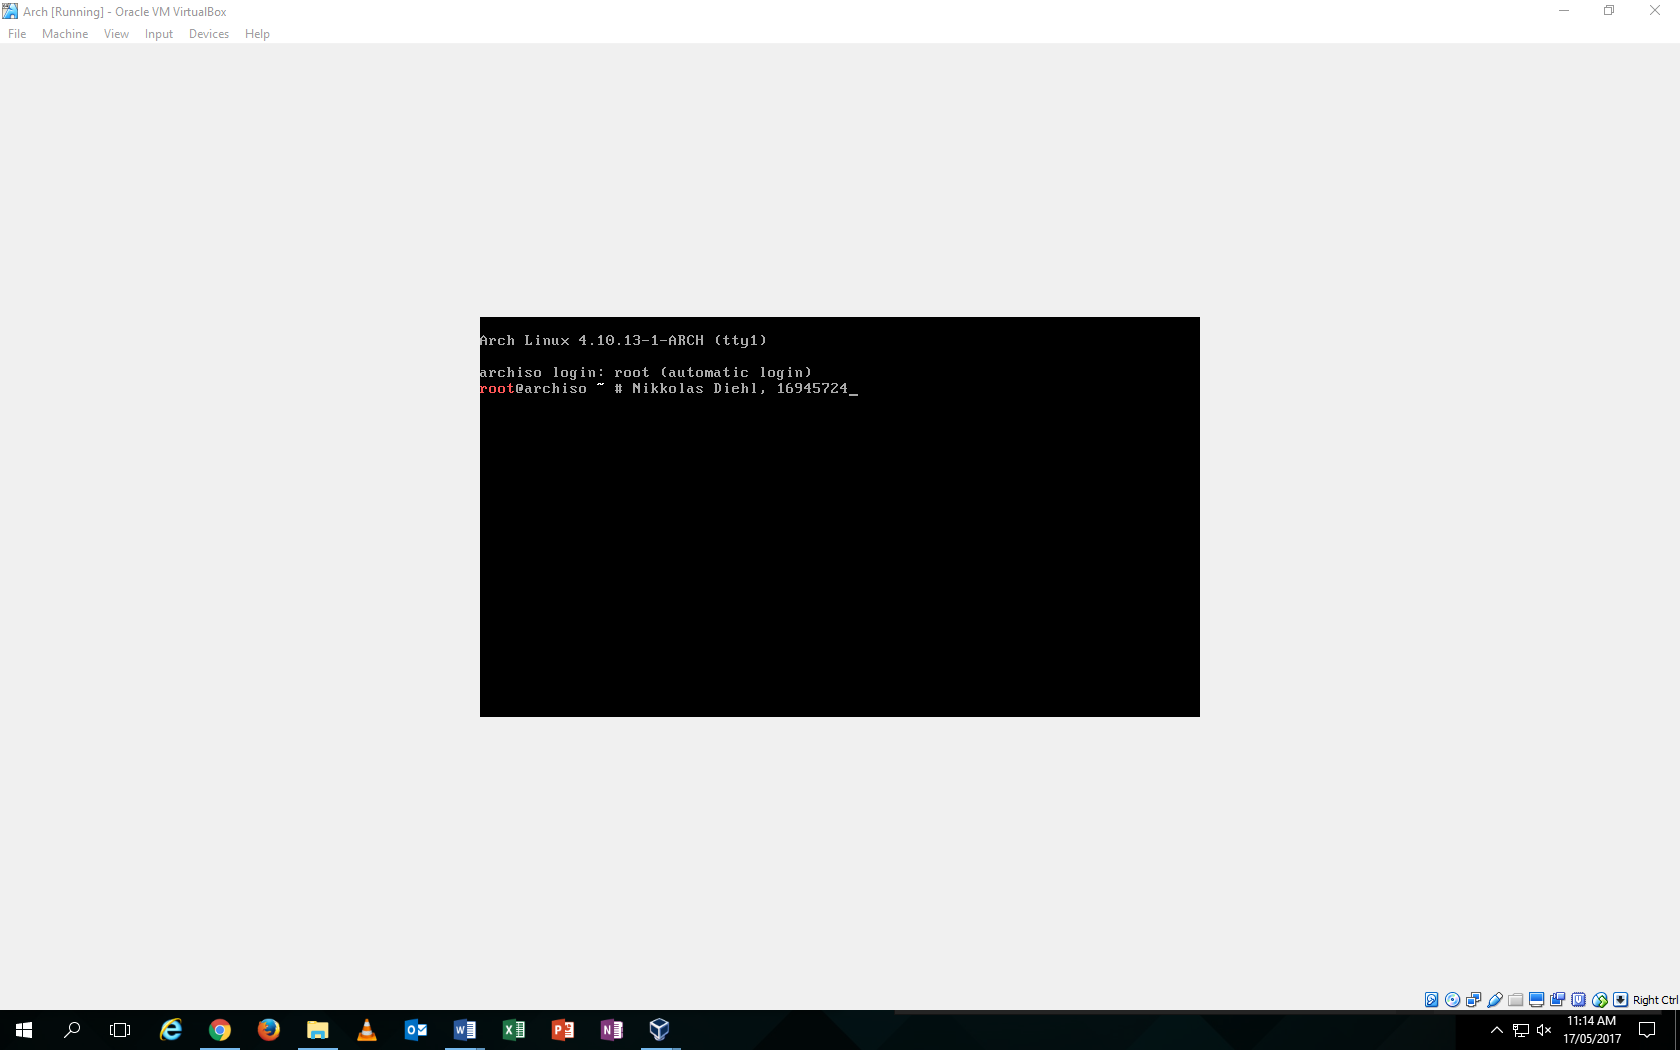 Arch [Running] - Oracle VM VirtualBox
File Machine View Input Devices Help
Arch Linux 4.10.13-1-ARCH (tty1)
archiso login: root (automatic login)
root@archiso ~ # Nikkolas Diehl, 16945724_
Right Ctrl
11:14 AM
17/05/2017